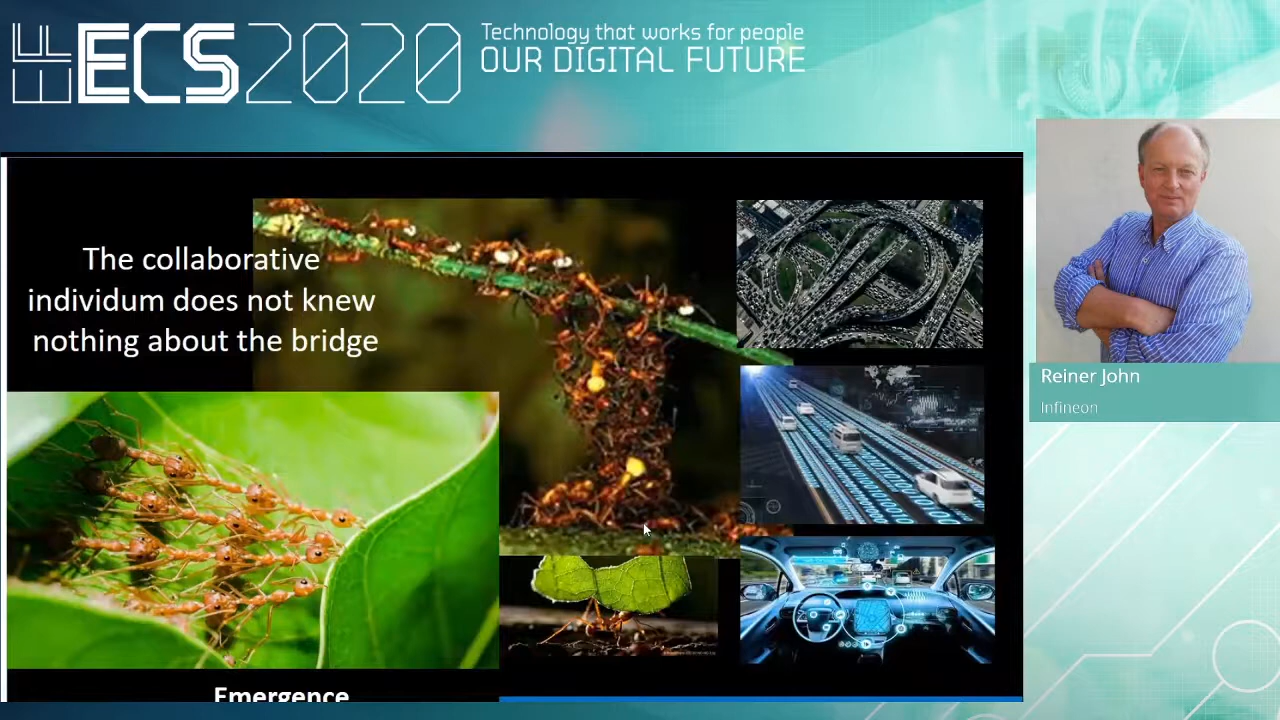 EFECS2020
Technology that works for people
OUR DIGITAL FUTURE
The collaborative
individum does not knew
nothing about the bridge
Emergence
Reiner John
Infineon